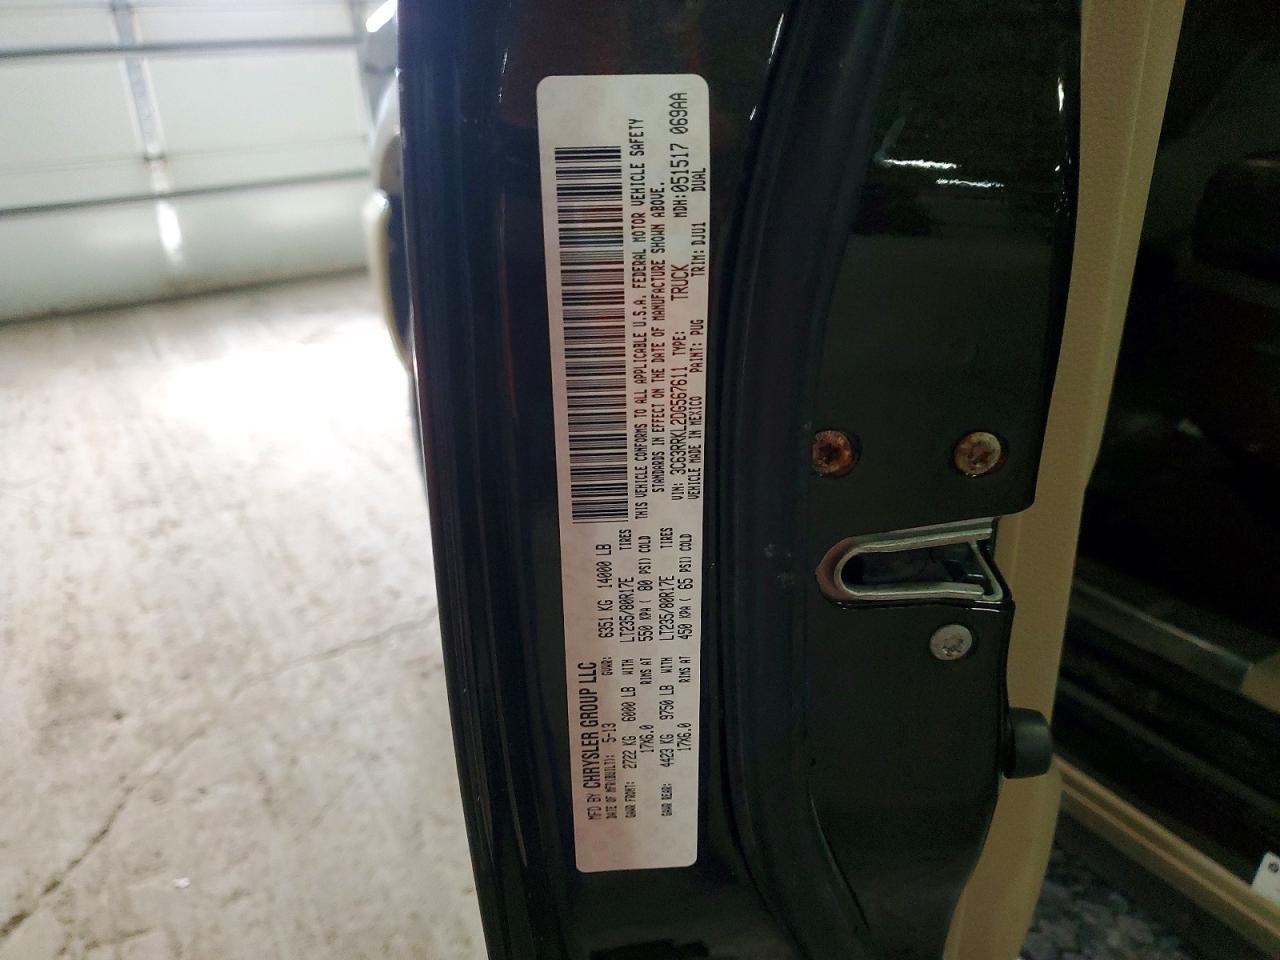 MFD BY CHRYSLER GROUP LLC
DATE OF MFR(BUILT): 5-13 GVWR: 6351 KG 14000 LB
GAWR FRONT: 2722 KG 6000 LB WITH LT235/80R17E TIRES
17X6.0 RIMS AT 550 KPA ( 80 PSI) COLD
GAWR REAR: 4423 KG 9750 LB WITH LT235/80R17E TIRES
17X6.0 RIMS AT 450 KPA ( 65 PSI) COLD
THIS VEHICLE CONFORMS TO ALL APPLICABLE U.S.A. FEDERAL MOTOR VEHICLE SAFETY
STANDARDS IN EFFECT ON THE DATE OF MANUFACTURE SHOWN ABOVE.
VIN: 3C63RRKL2DG567611 TYPE: TRUCK MDH:051517 069AA
VEHICLE MADE IN MEXICO PAINT: PUG TRIM: DJU1 DUAL